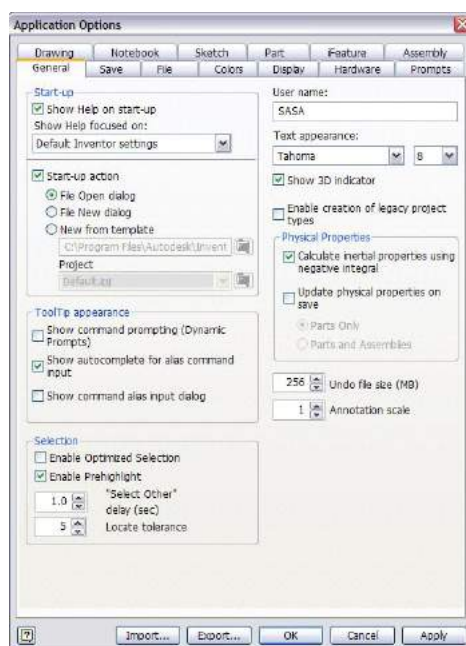 Application Options
Drawing
Notebook
Sketch
Part
iFeature
Assembly
General
Save
File
Colors
Display
Hardware
Prompts
Start-up
Show Help on start-up
Show Help focused on:
Default Inventor settings
Start-up action
File Open dialog
File New dialog
New from template
C:\Program Files\Autodesk\Invent
Project
Default.ipj
ToolTip appearance
Show command prompting (Dynamic
Prompts)
Show autocomplete for alias command
input
Show command alias input dialog
Selection
Enable Optimized Selection
Enable Prehighlight
1.0
"Select Other"
delay (sec)
5
Locate tolerance
User name:
SASA
Text appearance:
Tahoma
8
Show 3D indicator
Enable creation of legacy project
types
Physical Properties
Calculate inertial properties using
negative integral
Update physical properties on
save
Parts Only
Parts and Assemblies
256
Undo file size (MB)
1
Annotation scale
?
Import...
Export...
OK
Cancel
Apply